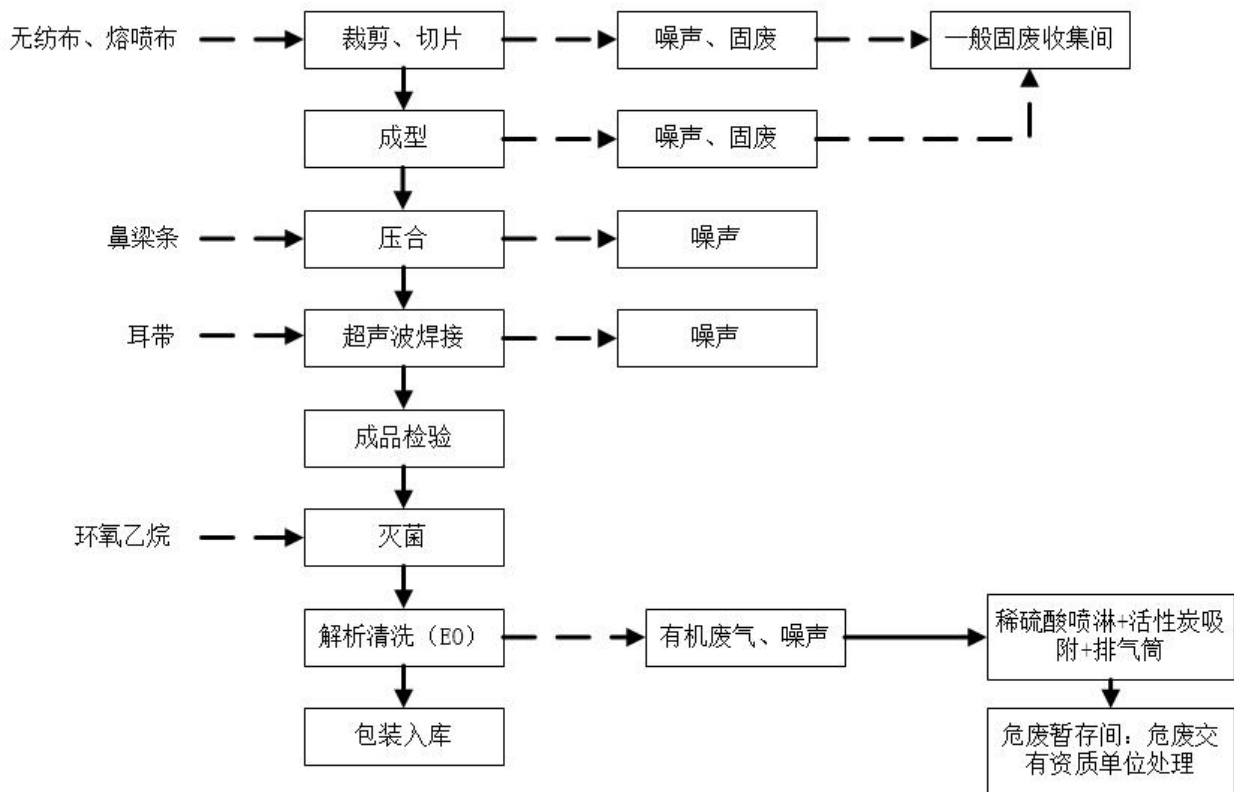 无纺布、熔喷布
裁剪、切片
噪声、固废
一般固废收集间
成型
噪声、固废
鼻梁条
压合
噪声
耳带
超声波焊接
噪声
成品检验
环氧乙烷
灭菌
解析清洗（EO）
有机废气、噪声
稀硫酸喷淋+活性炭吸
附+排气筒
包装入库
危废暂存间：危废交
有资质单位处理